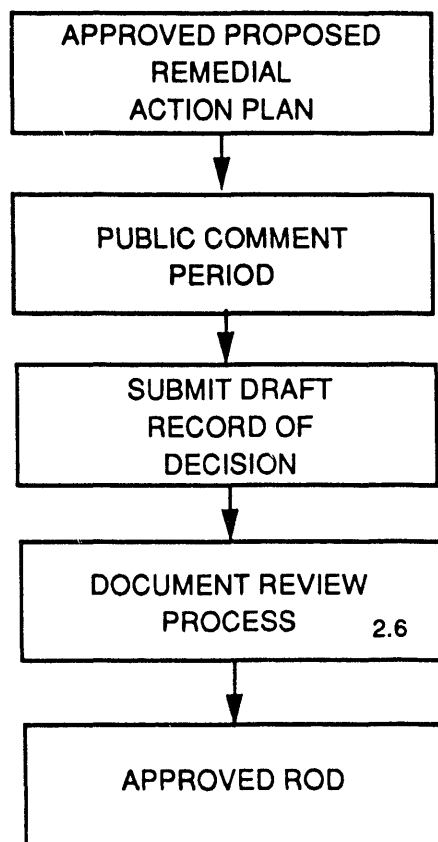 APPROVED PROPOSED
REMEDIAL
ACTION PLAN
PUBLIC COMMENT
PERIOD
SUBMIT DRAFT
RECORD OF
DECISION
DOCUMENT REVIEW
PROCESS 2.6
APPROVED ROD